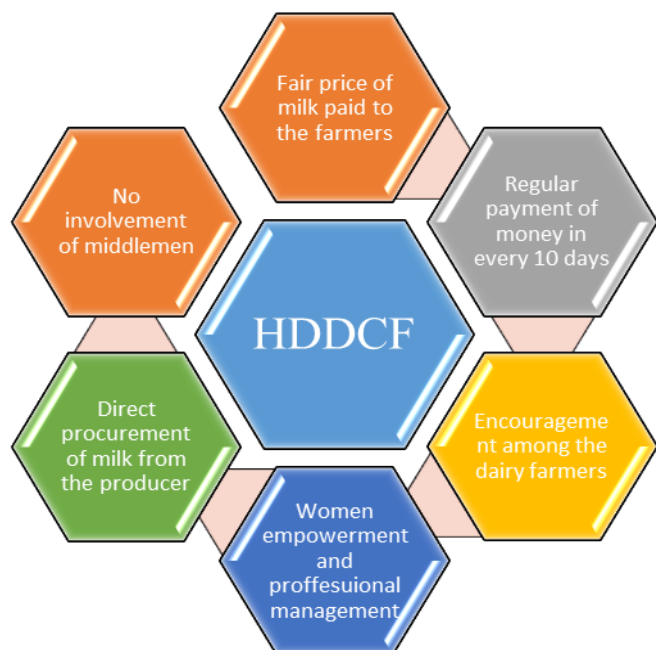 Fair price of
milk paid to
the farmers
Regular
payment of
money in
every 10 days
Encourageme
nt among the
dairy farmers
Women
empowerment
and
proffesuional
management
Direct
procurement
of milk from
the producer
No
involvement
of middlemen
HDDCF